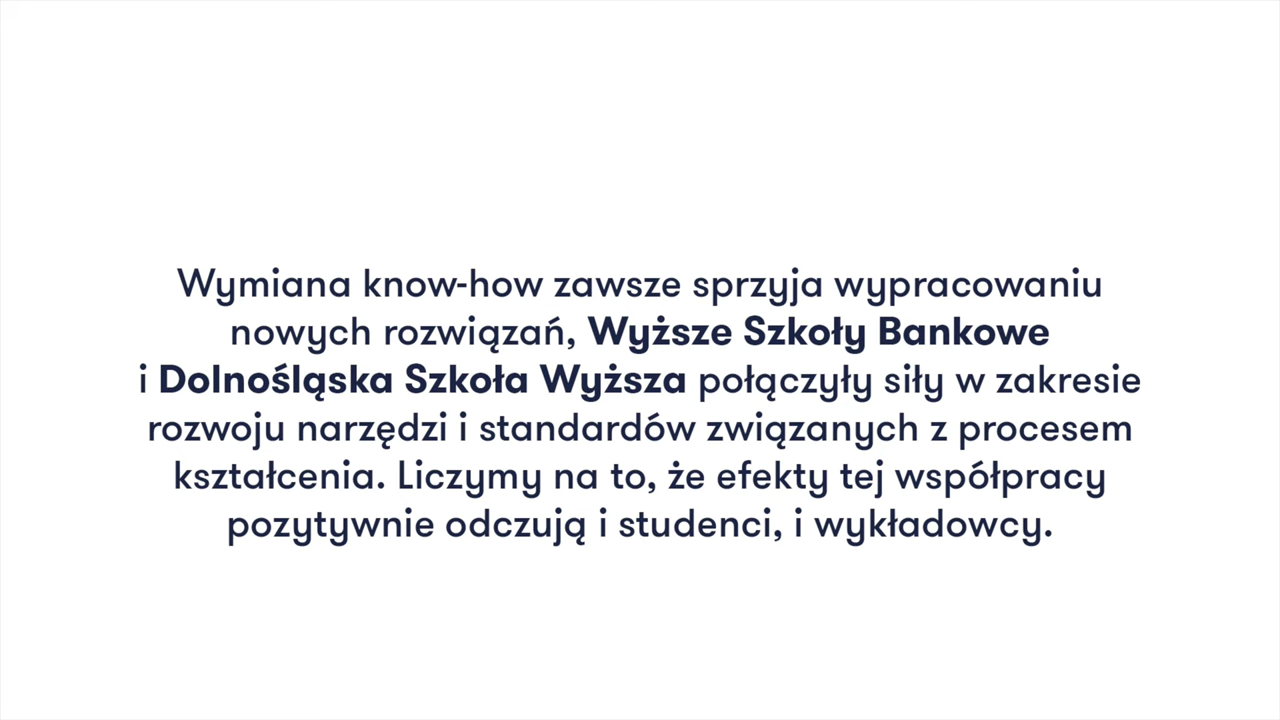 Wymiana know-how zawsze sprzyja wypracowaniu
nowych rozwiązań, Wyższe Szkoły Bankowe
i Dolnośląska Szkoła Wyższa połączyły siły w zakresie
rozwoju narzędzi i standardów związanych z procesem
kształcenia. Liczymy na to, że efekty tej współpracy
pozytywnie odczują i studenci, i wykładowcy.